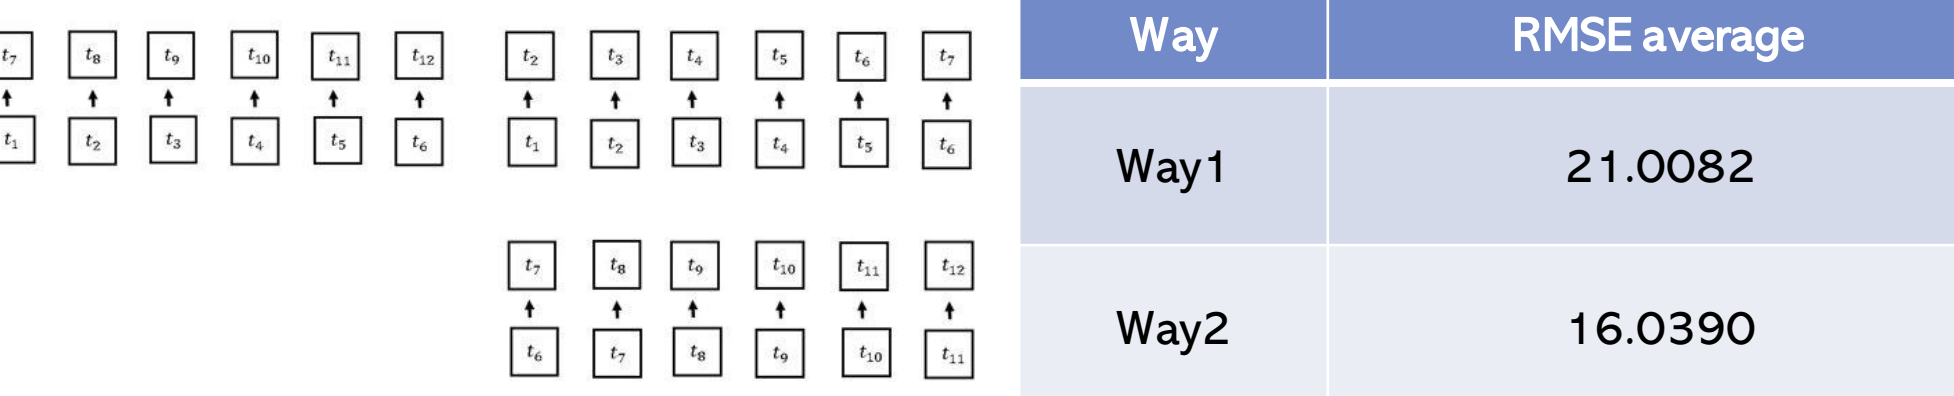 t₇ t₈ t₉ t₁₀ t₁₁ t₁₂
t₁ t₂ t₃ t₄ t₅ t₆
t₂ t₃ t₄ t₅ t₆ t₇
t₁ t₂ t₃ t₄ t₅ t₆
t₇ t₈ t₉ t₁₀ t₁₁ t₁₂
t₆ t₇ t₈ t₉ t₁₀ t₁₁
Way RMSE average
Way1 21.0082
Way2 16.0390